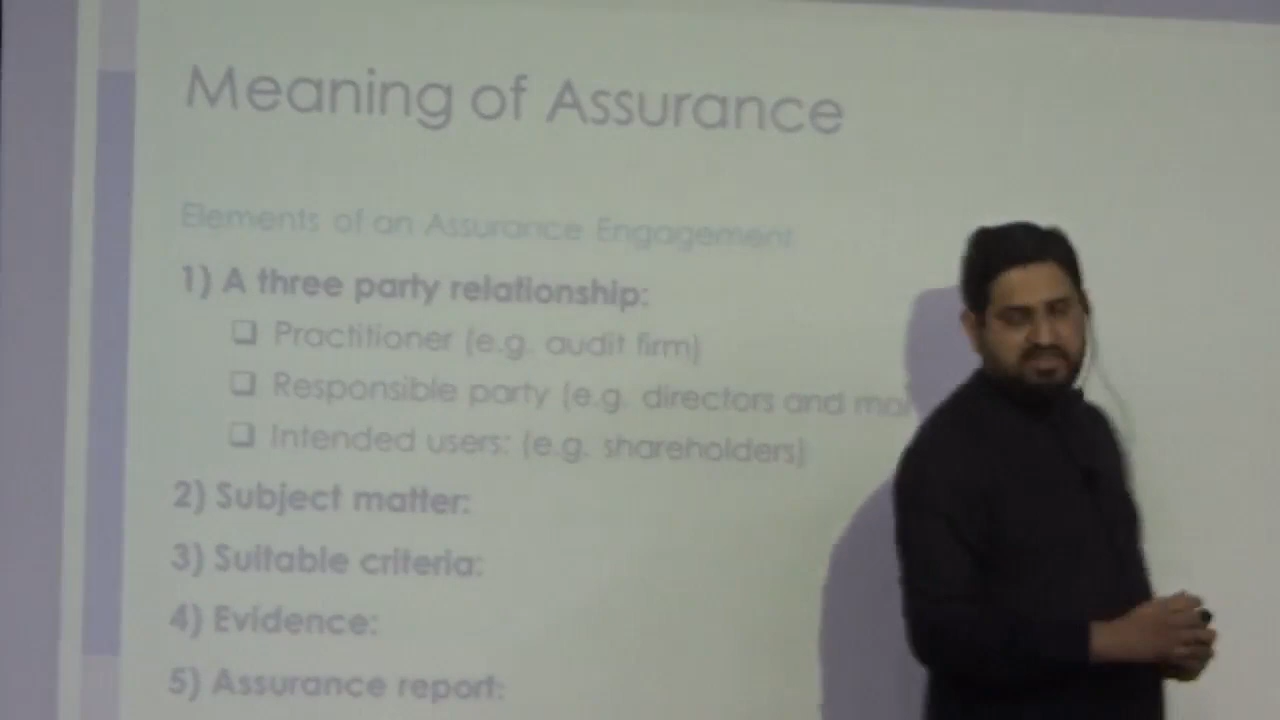 Meaning of Assurance
Elements of an Assurance Engagement
1) A three party relationship:
❑ Practitioner (e.g. audit firm)
❑ Responsible party (e.g. directors and
❑ Intended users: (e.g. shareholders)
2) Subject matter:
3) Suitable criteria:
4) Evidence:
5) Assurance report: